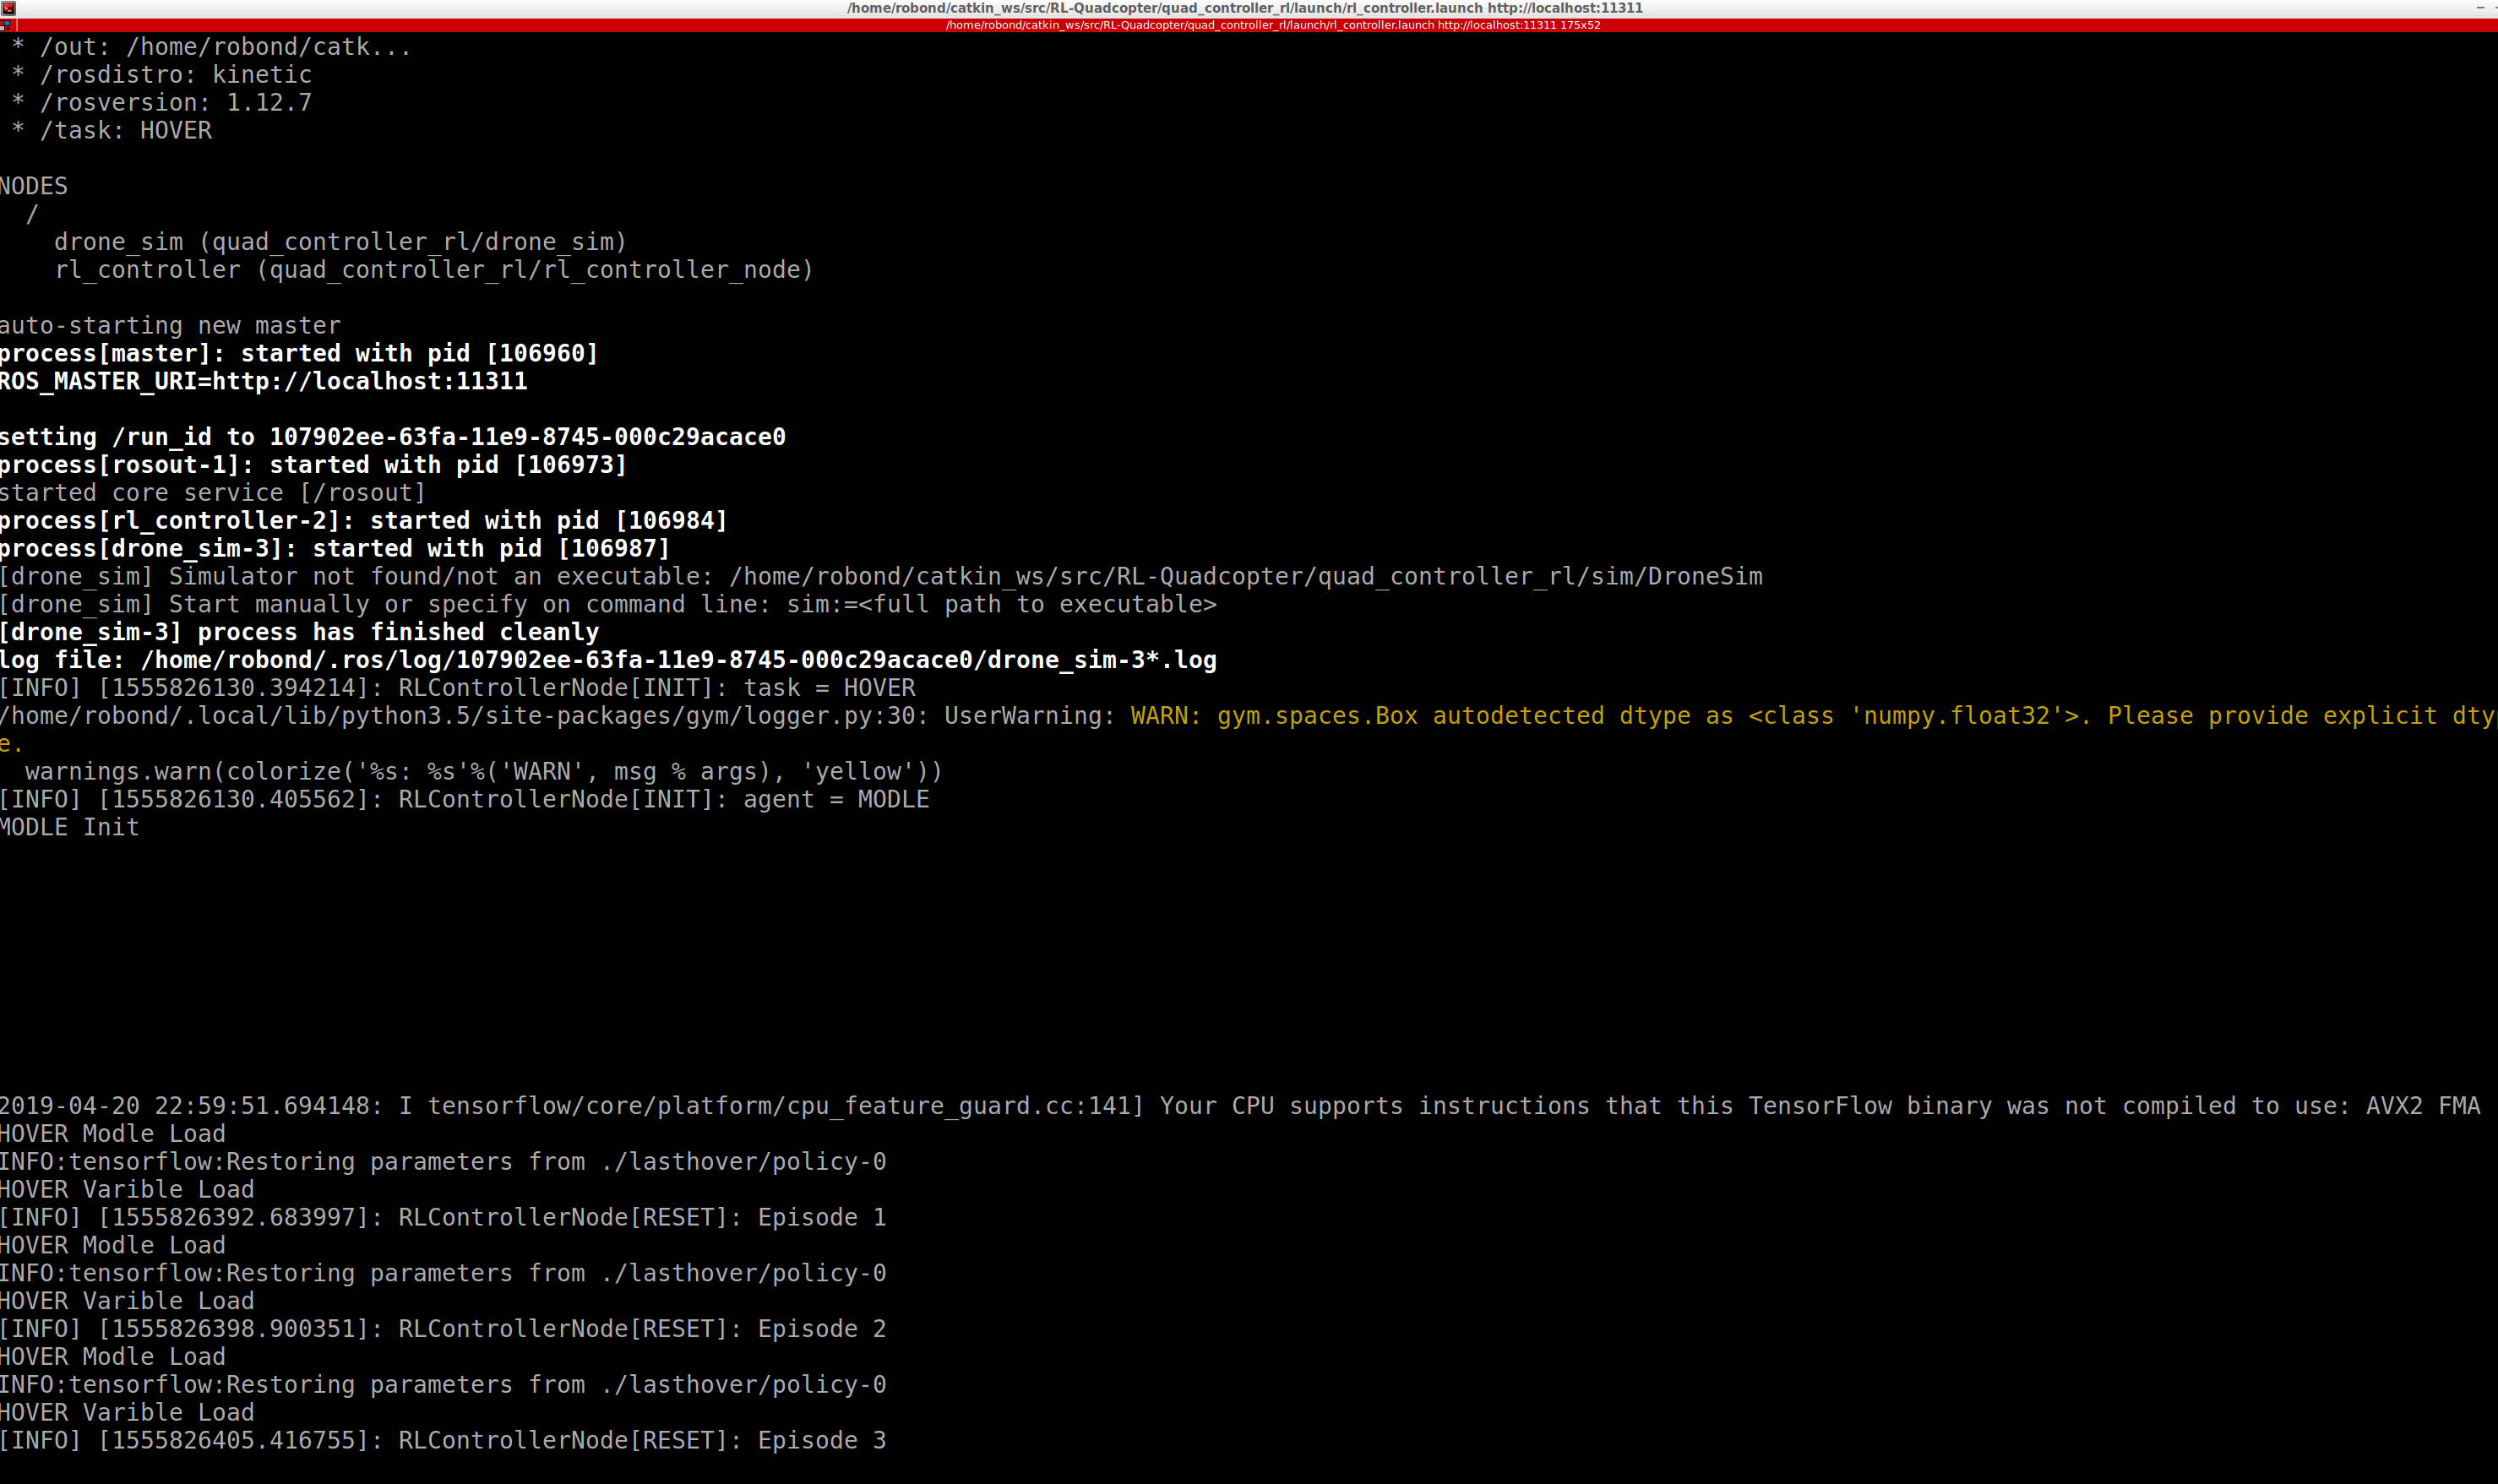 /home/robond/catkin_ws/src/RL-Quadcopter/quad_controller_rl/launch/rl_controller.launch http://localhost:11311
/home/robond/catkin_ws/src/RL-Quadcopter/quad_controller_rl/launch/rl_controller.launch http://localhost:11311 175x52
* /out: /home/robond/catk...
* /rosdistro: kinetic
* /rosversion: 1.12.7
* /task: HOVER
NODES
/
drone_sim (quad_controller_rl/drone_sim)
rl_controller (quad_controller_rl/rl_controller_node)
auto-starting new master
process[master]: started with pid [106960]
ROS_MASTER_URI=http://localhost:11311
setting /run_id to 107902ee-63fa-11e9-8745-000c29acace0
process[rosout-1]: started with pid [106973]
started core service [/rosout]
process[rl_controller-2]: started with pid [106984]
process[drone_sim-3]: started with pid [106987]
[drone_sim] Simulator not found/not an executable: /home/robond/catkin_ws/src/RL-Quadcopter/quad_controller_rl/sim/DroneSim
[drone_sim] Start manually or specify on command line: sim:=<full path to executable>
[drone_sim-3] process has finished cleanly
log file: /home/robond/.ros/log/107902ee-63fa-11e9-8745-000c29acace0/drone_sim-3*.log
[INFO] [1555826130.394214]: RLControllerNode[INIT]: task = HOVER
/home/robond/.local/lib/python3.5/site-packages/gym/logger.py:30: UserWarning: WARN: gym.spaces.Box autodetected dtype as <class 'numpy.float32'>. Please provide explicit dtyp
e.
warnings.warn(colorize('%s: %s'%('WARN', msg % args), 'yellow'))
[INFO] [1555826130.405562]: RLControllerNode[INIT]: agent = MODLE
MODLE Init
2019-04-20 22:59:51.694148: I tensorflow/core/platform/cpu_feature_guard.cc:141] Your CPU supports instructions that this TensorFlow binary was not compiled to use: AVX2 FMA
HOVER Modle Load
INFO:tensorflow:Restoring parameters from ./lasthover/policy-0
HOVER Varible Load
[INFO] [1555826392.683997]: RLControllerNode[RESET]: Episode 1
HOVER Modle Load
INFO:tensorflow:Restoring parameters from ./lasthover/policy-0
HOVER Varible Load
[INFO] [1555826398.900351]: RLControllerNode[RESET]: Episode 2
HOVER Modle Load
INFO:tensorflow:Restoring parameters from ./lasthover/policy-0
HOVER Varible Load
[INFO] [1555826405.416755]: RLControllerNode[RESET]: Episode 3